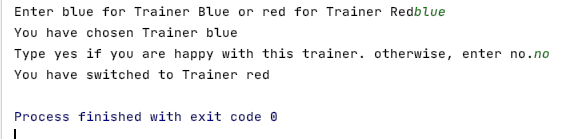 Enter blue for Trainer Blue or red for Trainer Redblue
You have chosen Trainer blue
Type yes if you are happy with this trainer. otherwise, enter no.no
You have switched to Trainer red
Process finished with exit code 0